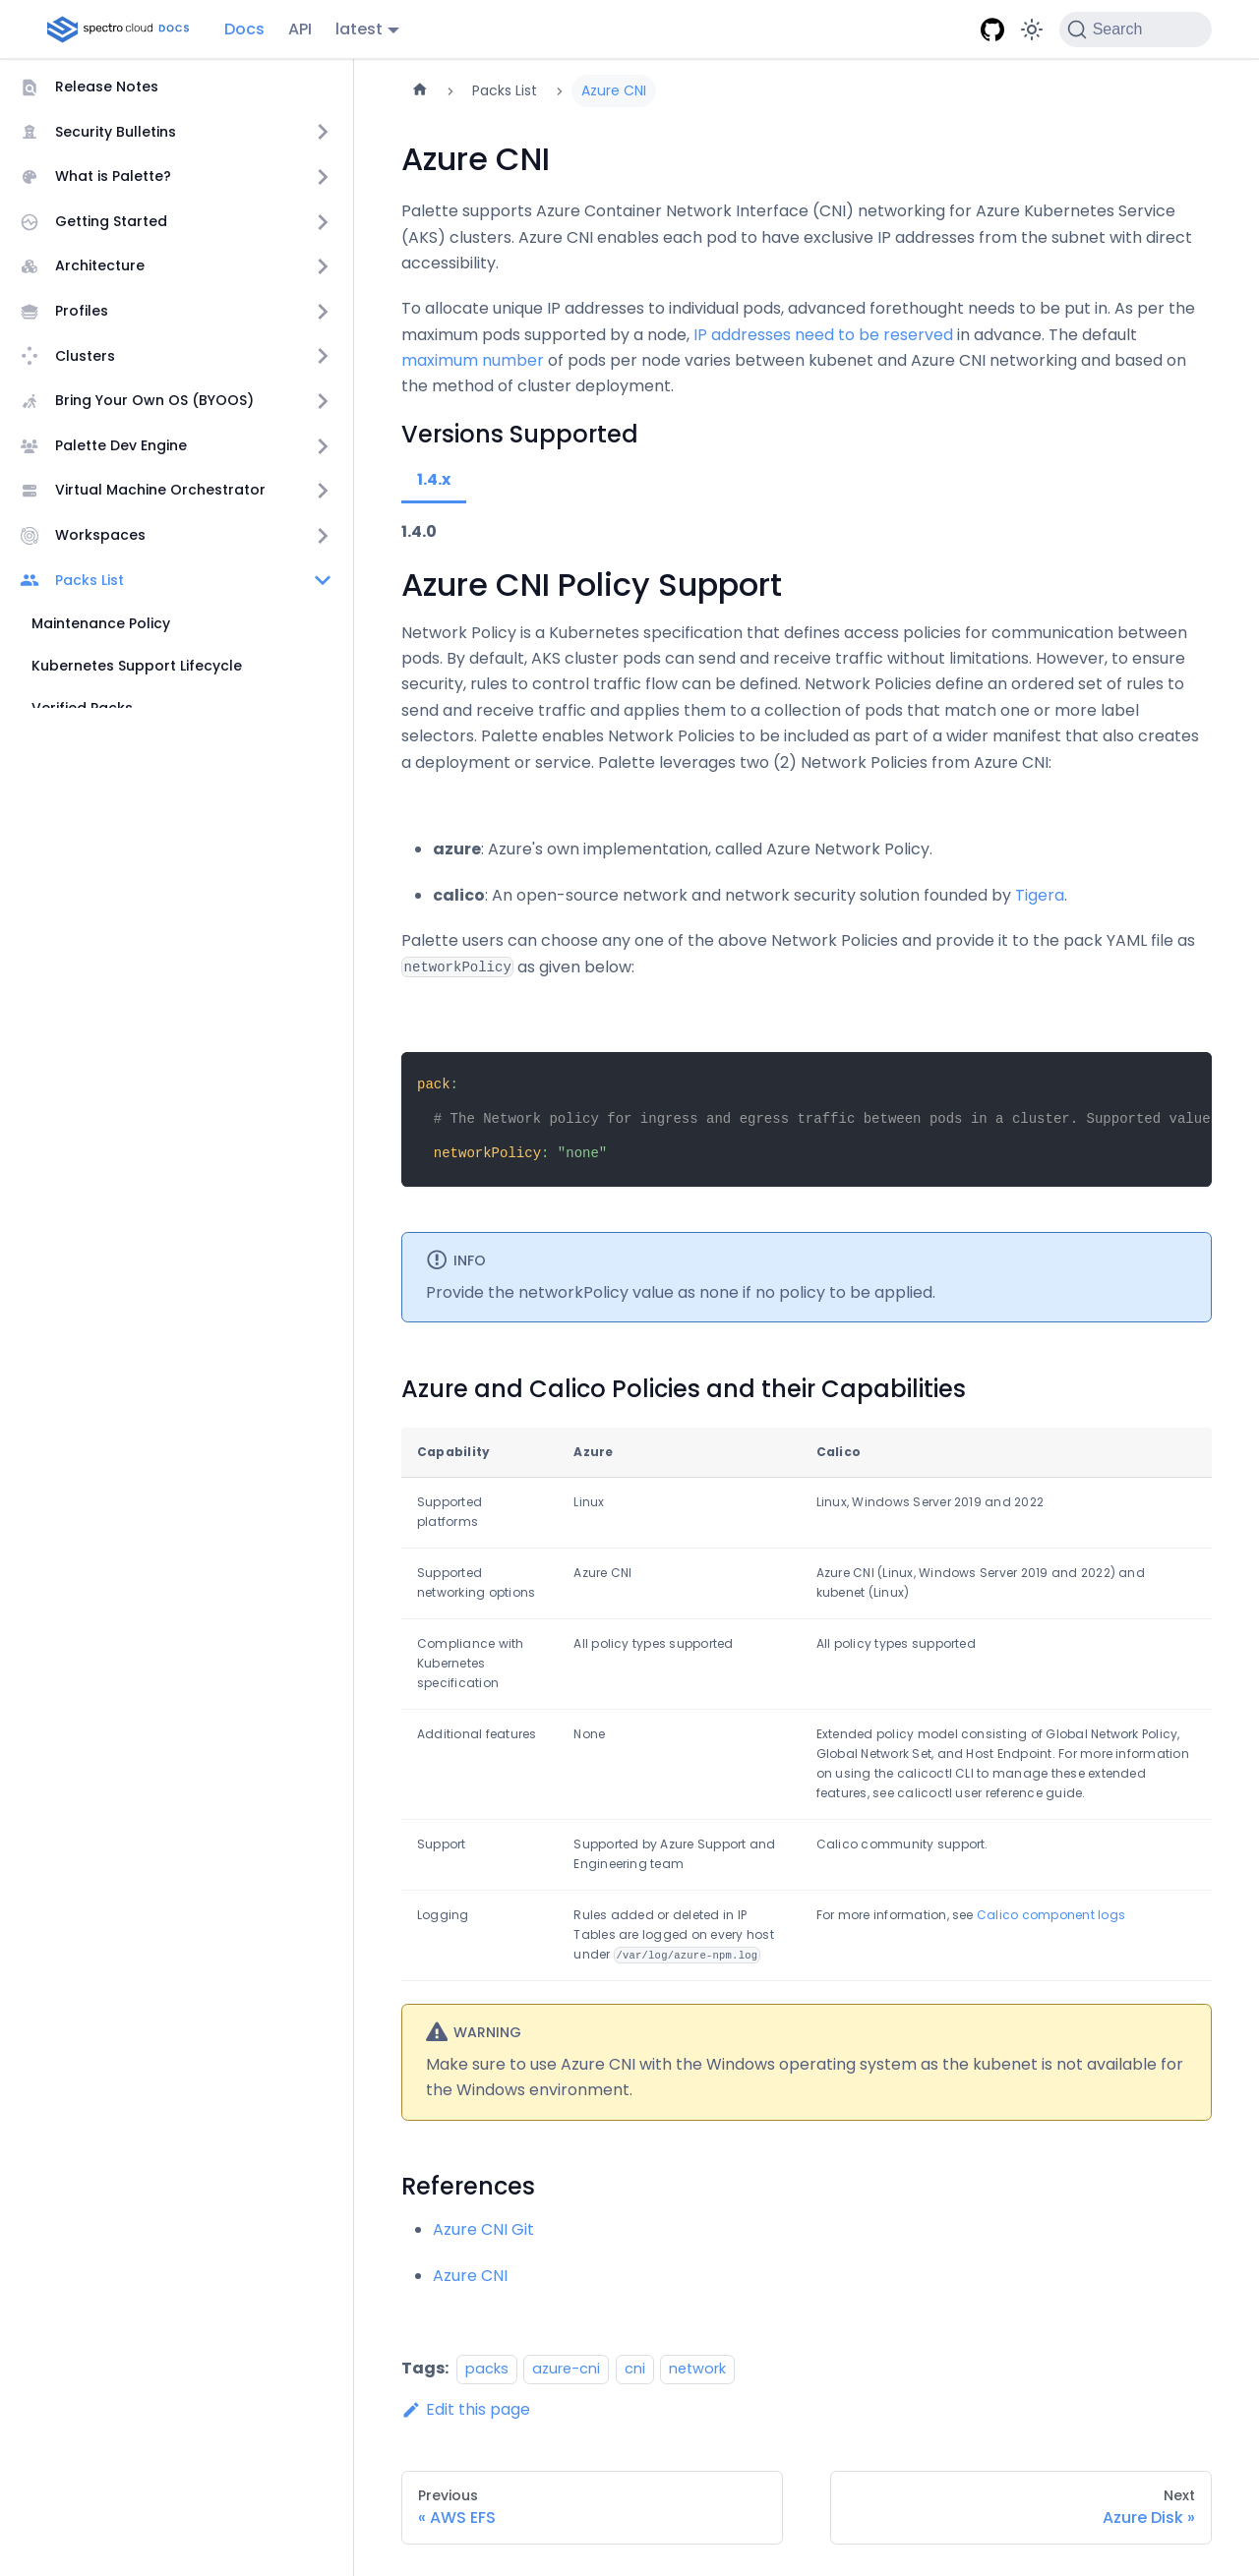 spectro cloud DOCS
Docs
API
latest
Search
Release Notes
Security Bulletins
What is Palette?
Getting Started
Architecture
Profiles
Clusters
Bring Your Own OS (BYOOS)
Palette Dev Engine
Virtual Machine Orchestrator
Workspaces
Packs List
Maintenance Policy
Kubernetes Support Lifecycle
Verified Packs
Packs List
Azure CNI
Azure CNI
Palette supports Azure Container Network Interface (CNI) networking for Azure Kubernetes Service
(AKS) clusters. Azure CNI enables each pod to have exclusive IP addresses from the subnet with direct
accessibility.
To allocate unique IP addresses to individual pods, advanced forethought needs to be put in. As per the
maximum pods supported by a node, IP addresses need to be reserved in advance. The default
maximum number of pods per node varies between kubenet and Azure CNI networking and based on
the method of cluster deployment.
Versions Supported
1.4.x
1.4.0
Azure CNI Policy Support
Network Policy is a Kubernetes specification that defines access policies for communication between
pods. By default, AKS cluster pods can send and receive traffic without limitations. However, to ensure
security, rules to control traffic flow can be defined. Network Policies define an ordered set of rules to
send and receive traffic and applies them to a collection of pods that match one or more label
selectors. Palette enables Network Policies to be included as part of a wider manifest that also creates
a deployment or service. Palette leverages two (2) Network Policies from Azure CNI:
azure: Azure's own implementation, called Azure Network Policy.
calico: An open-source network and network security solution founded by Tigera.
Palette users can choose any one of the above Network Policies and provide it to the pack YAML file as
networkPolicy as given below:
pack:
# The Network policy for ingress and egress traffic between pods in a cluster. Supported value
networkPolicy: "none"
INFO
Provide the networkPolicy value as none if no policy to be applied.
Azure and Calico Policies and their Capabilities
Capability
Azure
Calico
Supported
platforms
Linux
Linux, Windows Server 2019 and 2022
Supported
networking options
Azure CNI
Azure CNI (Linux, Windows Server 2019 and 2022) and
kubenet (Linux)
Compliance with
Kubernetes
specification
All policy types supported
All policy types supported
Additional features
None
Extended policy model consisting of Global Network Policy,
Global Network Set, and Host Endpoint. For more information
on using the calicoctl CLI to manage these extended
features, see calicoctl user reference guide.
Support
Supported by Azure Support and
Engineering team
Calico community support.
Logging
Rules added or deleted in IP
Tables are logged on every host
under /var/log/azure-npm.log
For more information, see Calico component logs
WARNING
Make sure to use Azure CNI with the Windows operating system as the kubenet is not available for
the Windows environment.
References
Azure CNI Git
Azure CNI
Tags: packs azure-cni cni network
Edit this page
Previous
« AWS EFS
Next
Azure Disk »